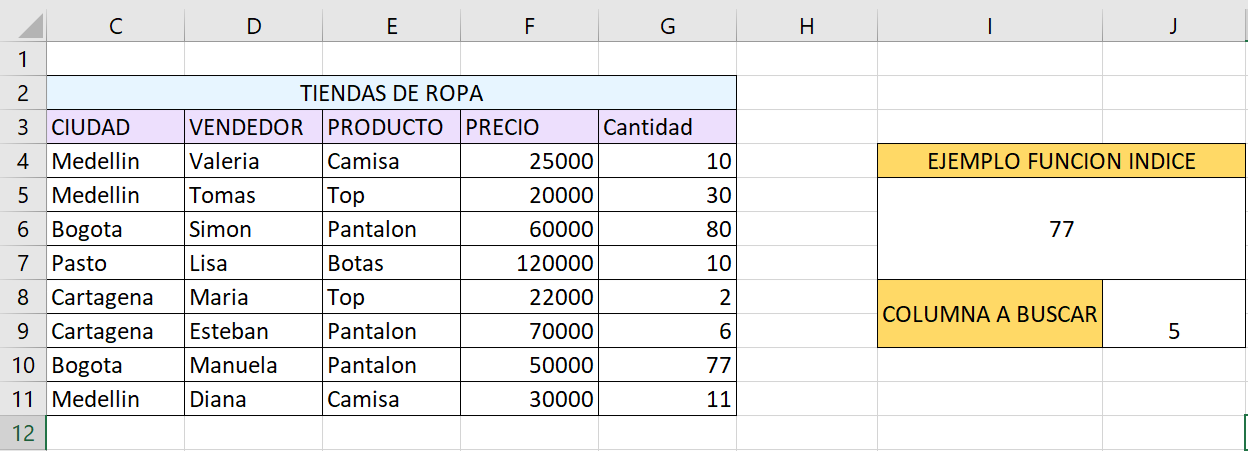 C D E F G H I J
1
2 TIENDAS DE ROPA
3 CIUDAD VENDEDOR PRODUCTO PRECIO Cantidad
4 Medellin Valeria Camisa 25000 10 EJEMPLO FUNCION INDICE
5 Medellin Tomas Top 20000 30
6 Bogota Simon Pantalon 60000 80 77
7 Pasto Lisa Botas 120000 10
8 Cartagena Maria Top 22000 2 COLUMNA A BUSCAR
9 Cartagena Esteban Pantalon 70000 6 5
10 Bogota Manuela Pantalon 50000 77
11 Medellin Diana Camisa 30000 11
12